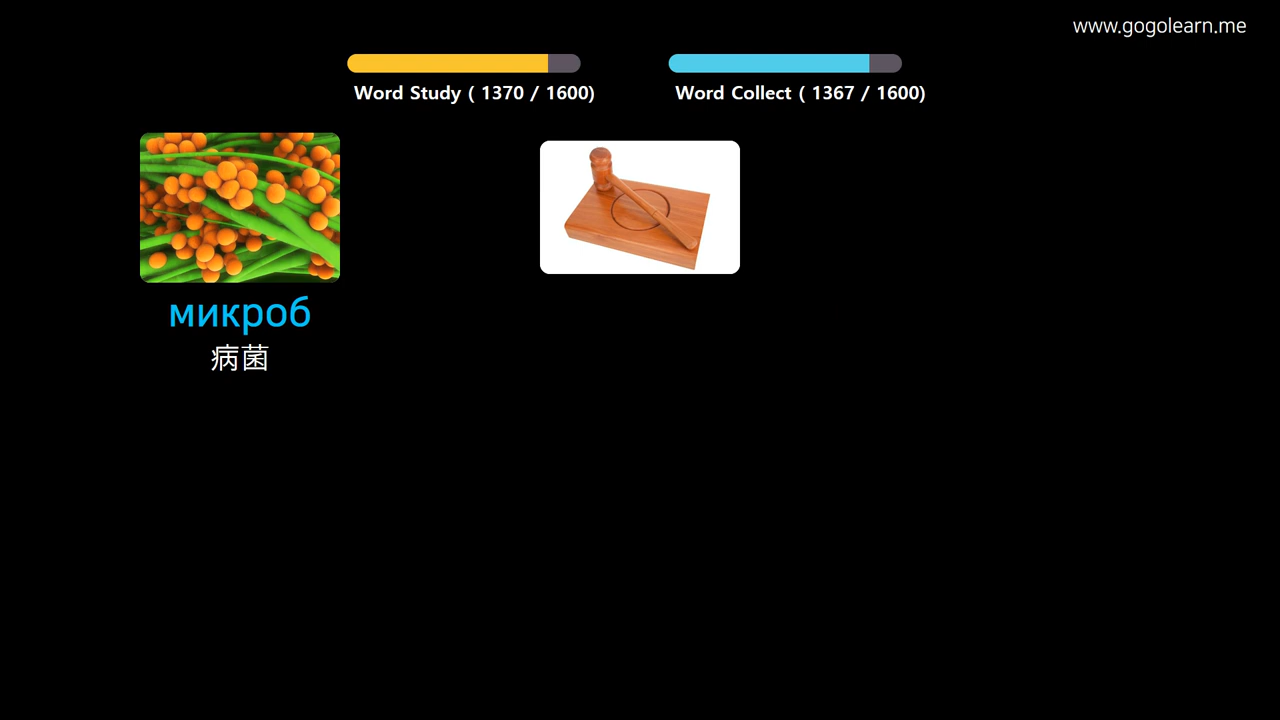 www.gogolearn.me
Word Study ( 1370 / 1600)
Word Collect ( 1367 / 1600)
микроб
病菌